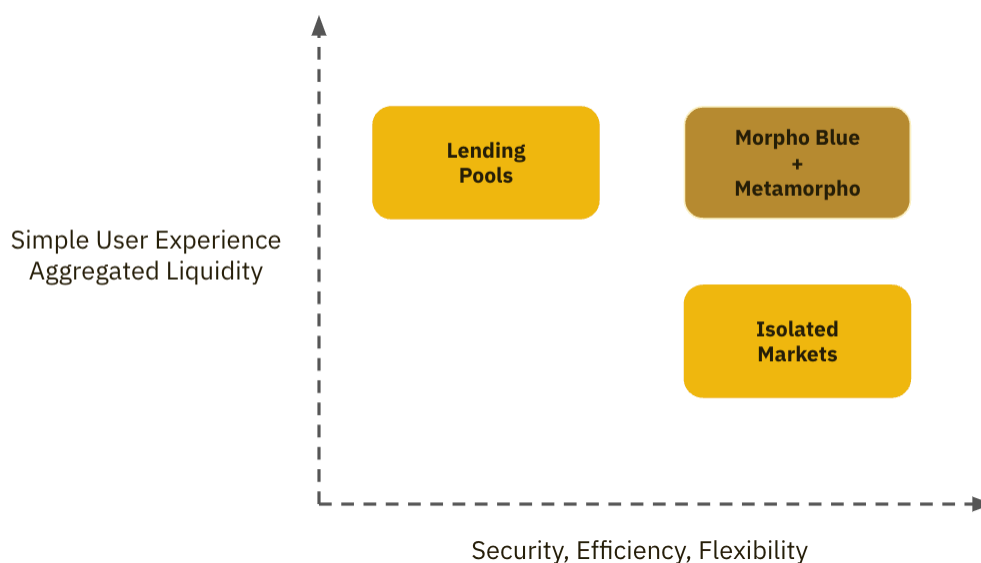 Lending
Pools
Morpho Blue
+
Metamorpho
Simple User Experience
Aggregated Liquidity
Isolated
Markets
Security, Efficiency, Flexibility